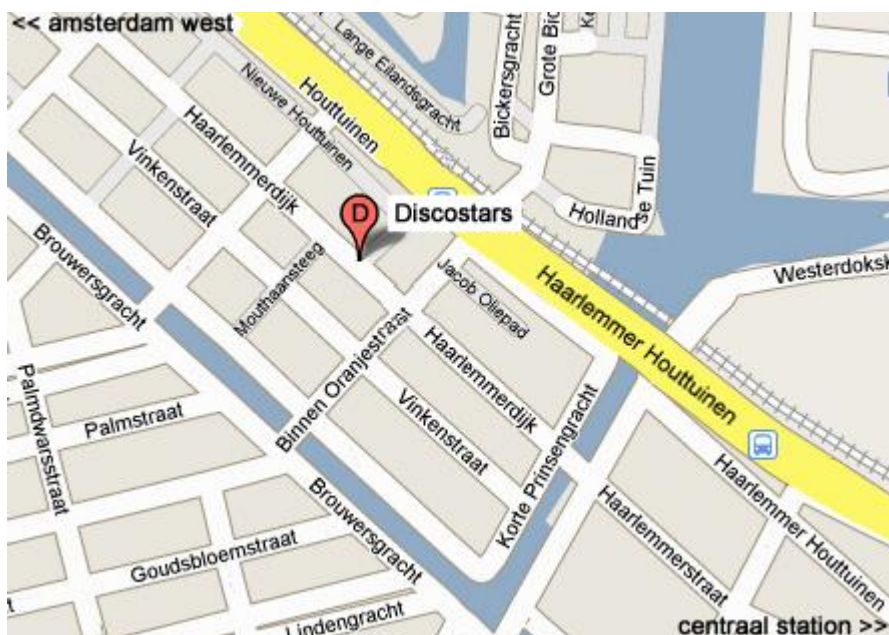 << amsterdam west
Lange Eilandsgracht
Bickersgracht
Grote Bic
Ke
Nieuwe Houttuinen
Houttuinen
Haarlemmerdijk
Vinkenstraat
D
Discostars
Hollandse Tuin
Brouwersgracht
Mouthaansteeg
Jacob Oliepad
Haarlemmer Houttuinen
Westerdoksk
Palmdwarsstraat
Palmstraat
Binnen Oranjestraat
Haarlemmerdijk
Vinkenstraat
Korte Prinsengracht
Brouwersgracht
Goudsbloemstraat
Lindengracht
Haarlemmerstraat
Haarlemmer Houttuinen
centraal station >>